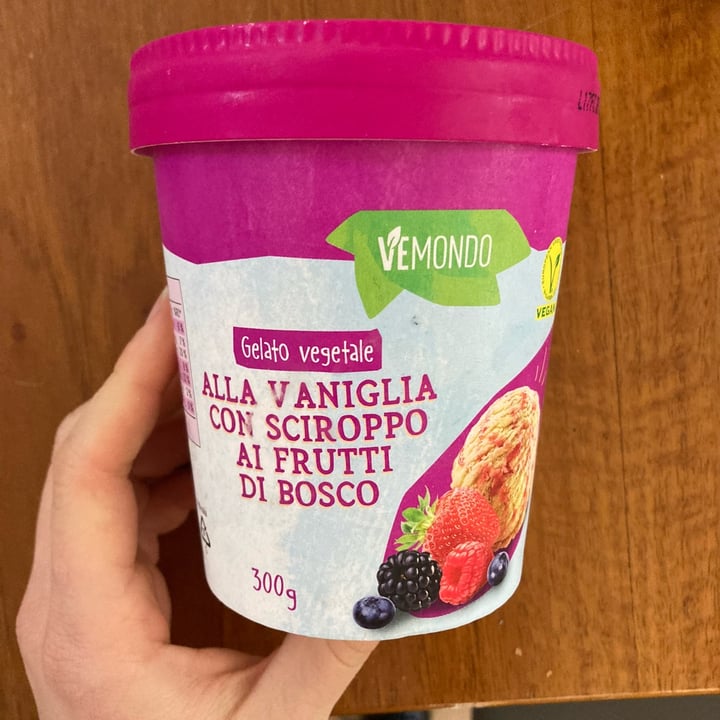 VEMONDO
VEGAN
Gelato vegetale
ALLA VANIGLIA
CON SCIROPPO
AI FRUTTI
DI BOSCO
300g